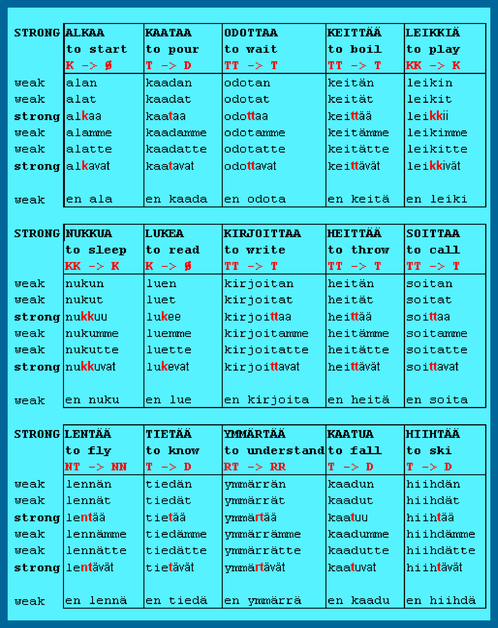 STRONG ALKAA KAATAA ODOTTAA KEITTÄÄ LEIKKIÄ
to start to pour to wait to boil to play
K -> Ø T -> D TT -> T TT -> T KK -> K
weak alan kaadan odotan keitän leikin
weak alat kaadat odotat keität leikit
strong alkaa kaataa odottaa keittää leikkii
weak alamme kaadamme odotamme keitämme leikimme
weak alatte kaadatte odotatte keitätte leikitte
strong alkavat kaatavat odottavat keittävät leikkivät
weak en ala en kaada en odota en keitä en leiki
STRONG NUKKUA LUKEA KIRJOITTAA HEITTÄÄ SOITTAA
to sleep to read to write to throw to call
KK -> K K -> Ø TT -> T TT -> T TT -> T
weak nukun luen kirjoitan heitän soitan
weak nukut luet kirjoitat heität soitat
strong nukkuu lukee kirjoittaa heittää soittaa
weak nukumme luemme kirjoitamme heitämme soitamme
weak nukutte luette kirjoitatte heitätte soitatte
strong nukkuvat lukevat kirjoittavat heittävät soittavat
weak en nuku en lue en kirjoita en heitä en soita
STRONG LENTÄÄ TIETÄÄ YMMÄRTÄÄ KAATUA HIIHTÄÄ
to fly to know to understand to fall to ski
NT -> NN T -> D RT -> RR T -> D T -> D
weak lennän tiedän ymmärrän kaadun hiihdän
weak lennät tiedät ymmärrät kaadut hiihdät
strong lentää tietää ymmärtää kaatuu hiihtää
weak lennämme tiedämme ymmärrämme kaadumme hiihdämme
weak lennätte tiedätte ymmärrätte kaadutte hiihdätte
strong lentävät tietävät ymmärtävät kaatuvat hiihtävät
weak en lennä en tiedä en ymmärrä en kaadu en hiihdä